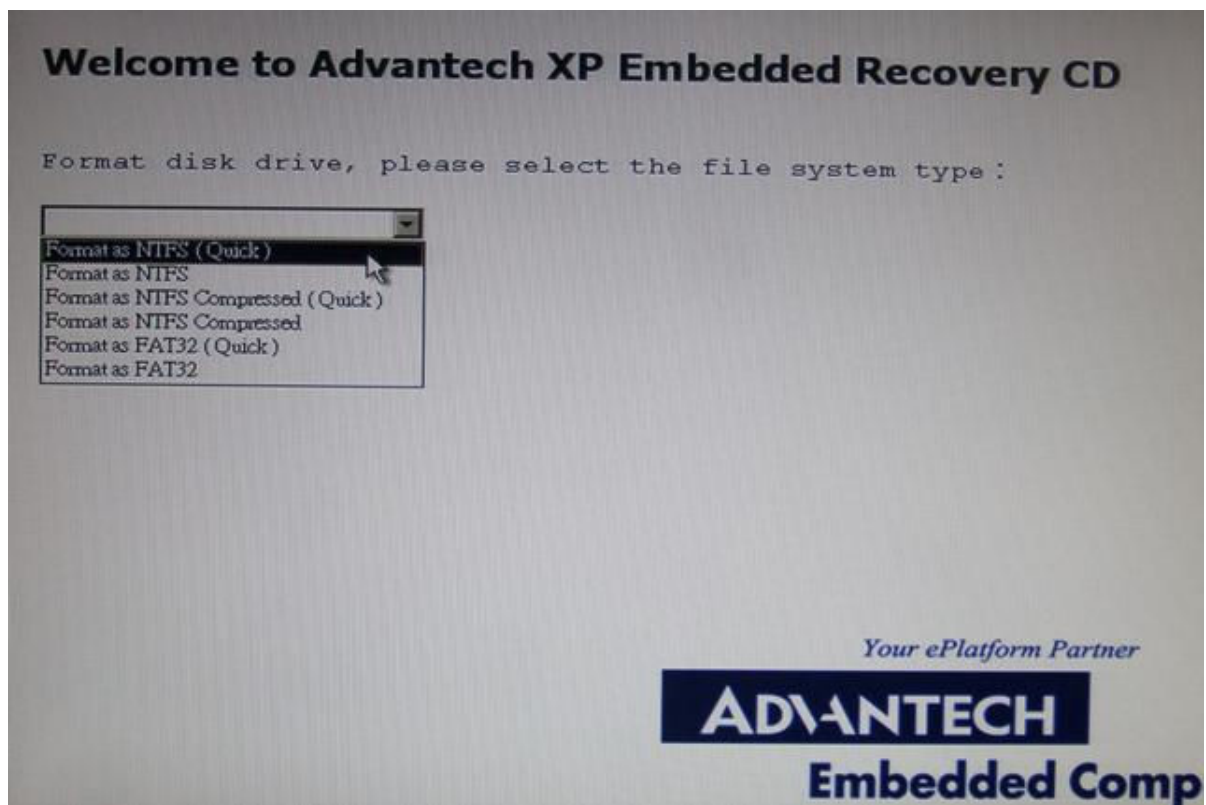 Welcome to Advantech XP Embedded Recovery CD
Format disk drive, please select the file system type :
Format as NTFS ( Quick )
Format as NTFS
Format as NTFS Compressed ( Quick )
Format as NTFS Compressed
Format as FAT32 ( Quick )
Format as FAT32
Your ePlatform Partner
ADVANTECH
Embedded Comp